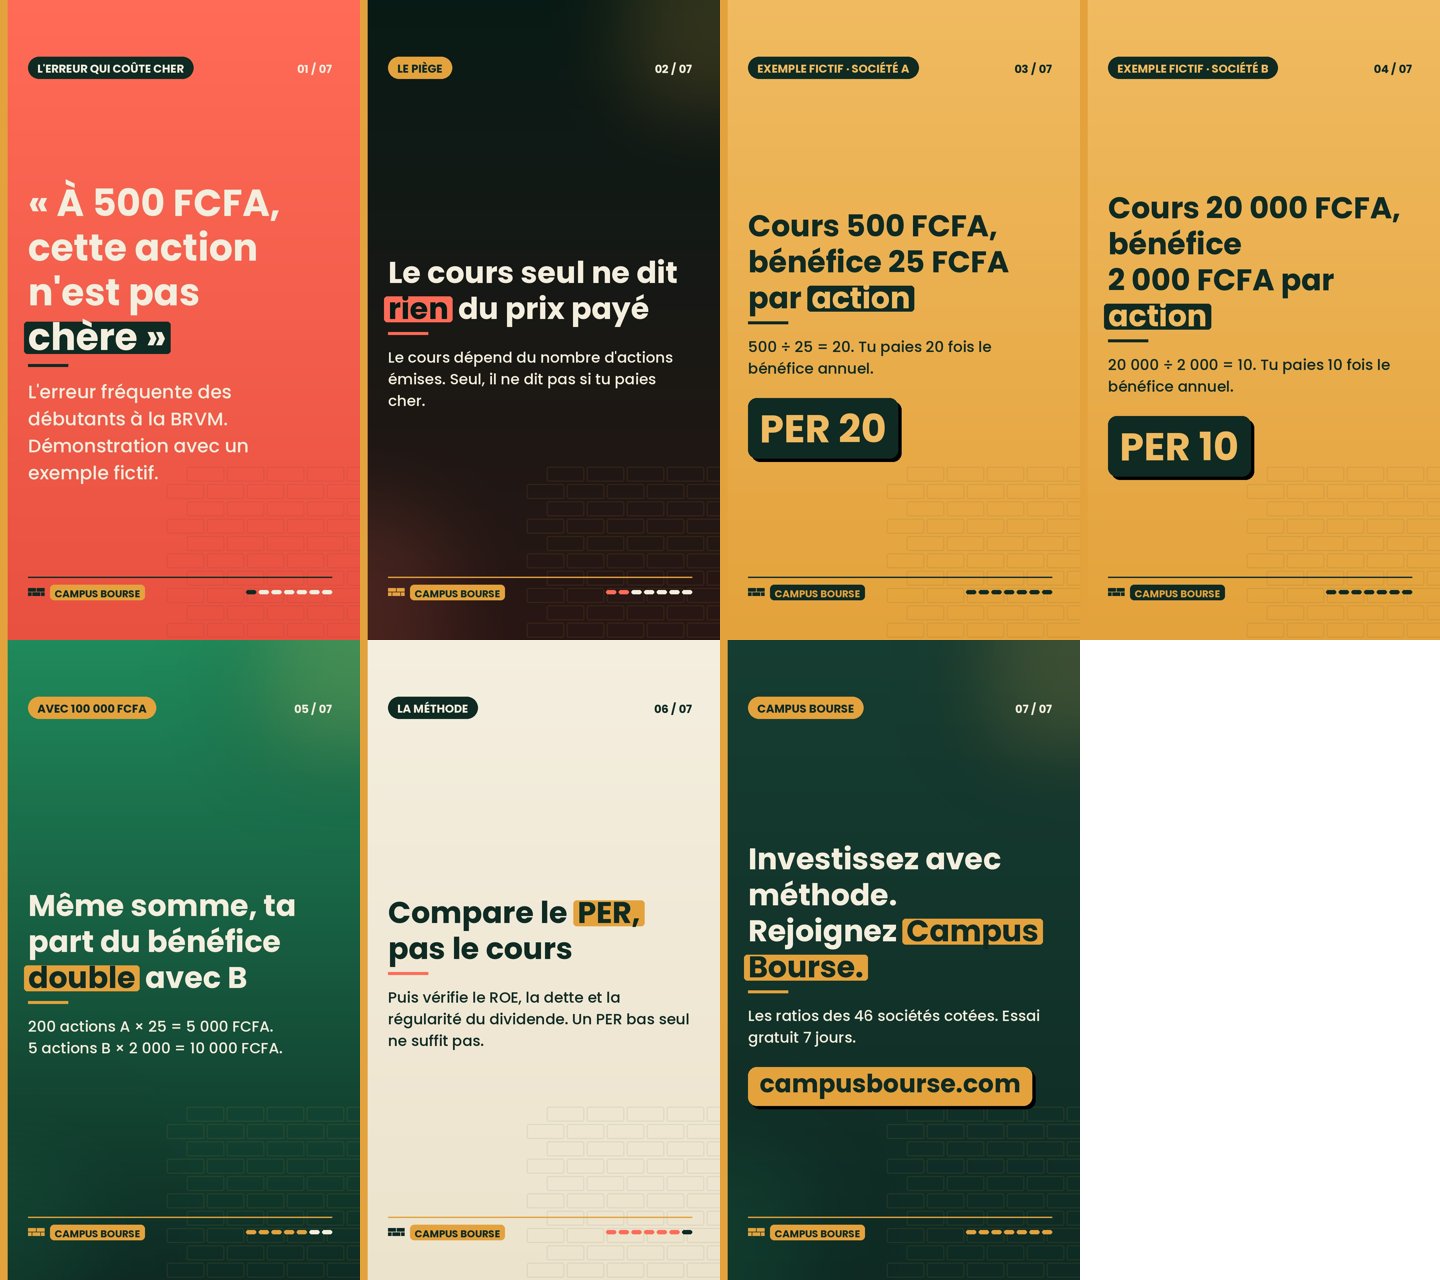 L'ERREUR QUI COÛTE CHER
01 / 07
« À 500 FCFA,
cette action
n'est pas
chère »
L'erreur fréquente des
débutants à la BRVM.
Démonstration avec un
exemple fictif.
CAMPUS BOURSE
LE PIÈGE
02 / 07
Le cours seul ne dit
rien du prix payé
Le cours dépend du nombre d'actions
émises. Seul, il ne dit pas si tu paies
cher.
CAMPUS BOURSE
EXEMPLE FICTIF · SOCIÉTÉ A
03 / 07
Cours 500 FCFA,
bénéfice 25 FCFA
par action
500 ÷ 25 = 20. Tu paies 20 fois le
bénéfice annuel.
PER 20
CAMPUS BOURSE
EXEMPLE FICTIF · SOCIÉTÉ B
04 / 07
Cours 20 000 FCFA,
bénéfice
2 000 FCFA par
action
20 000 ÷ 2 000 = 10. Tu paies 10 fois le
bénéfice annuel.
PER 10
CAMPUS BOURSE
AVEC 100 000 FCFA
05 / 07
Même somme, ta
part du bénéfice
double avec B
200 actions A × 25 = 5 000 FCFA.
5 actions B × 2 000 = 10 000 FCFA.
CAMPUS BOURSE
LA MÉTHODE
06 / 07
Compare le PER,
pas le cours
Puis vérifie le ROE, la dette et la
régularité du dividende. Un PER bas seul
ne suffit pas.
CAMPUS BOURSE
CAMPUS BOURSE
07 / 07
Investissez avec
méthode.
Rejoignez Campus
Bourse.
Les ratios des 46 sociétés cotées. Essai
gratuit 7 jours.
campusbourse.com
CAMPUS BOURSE